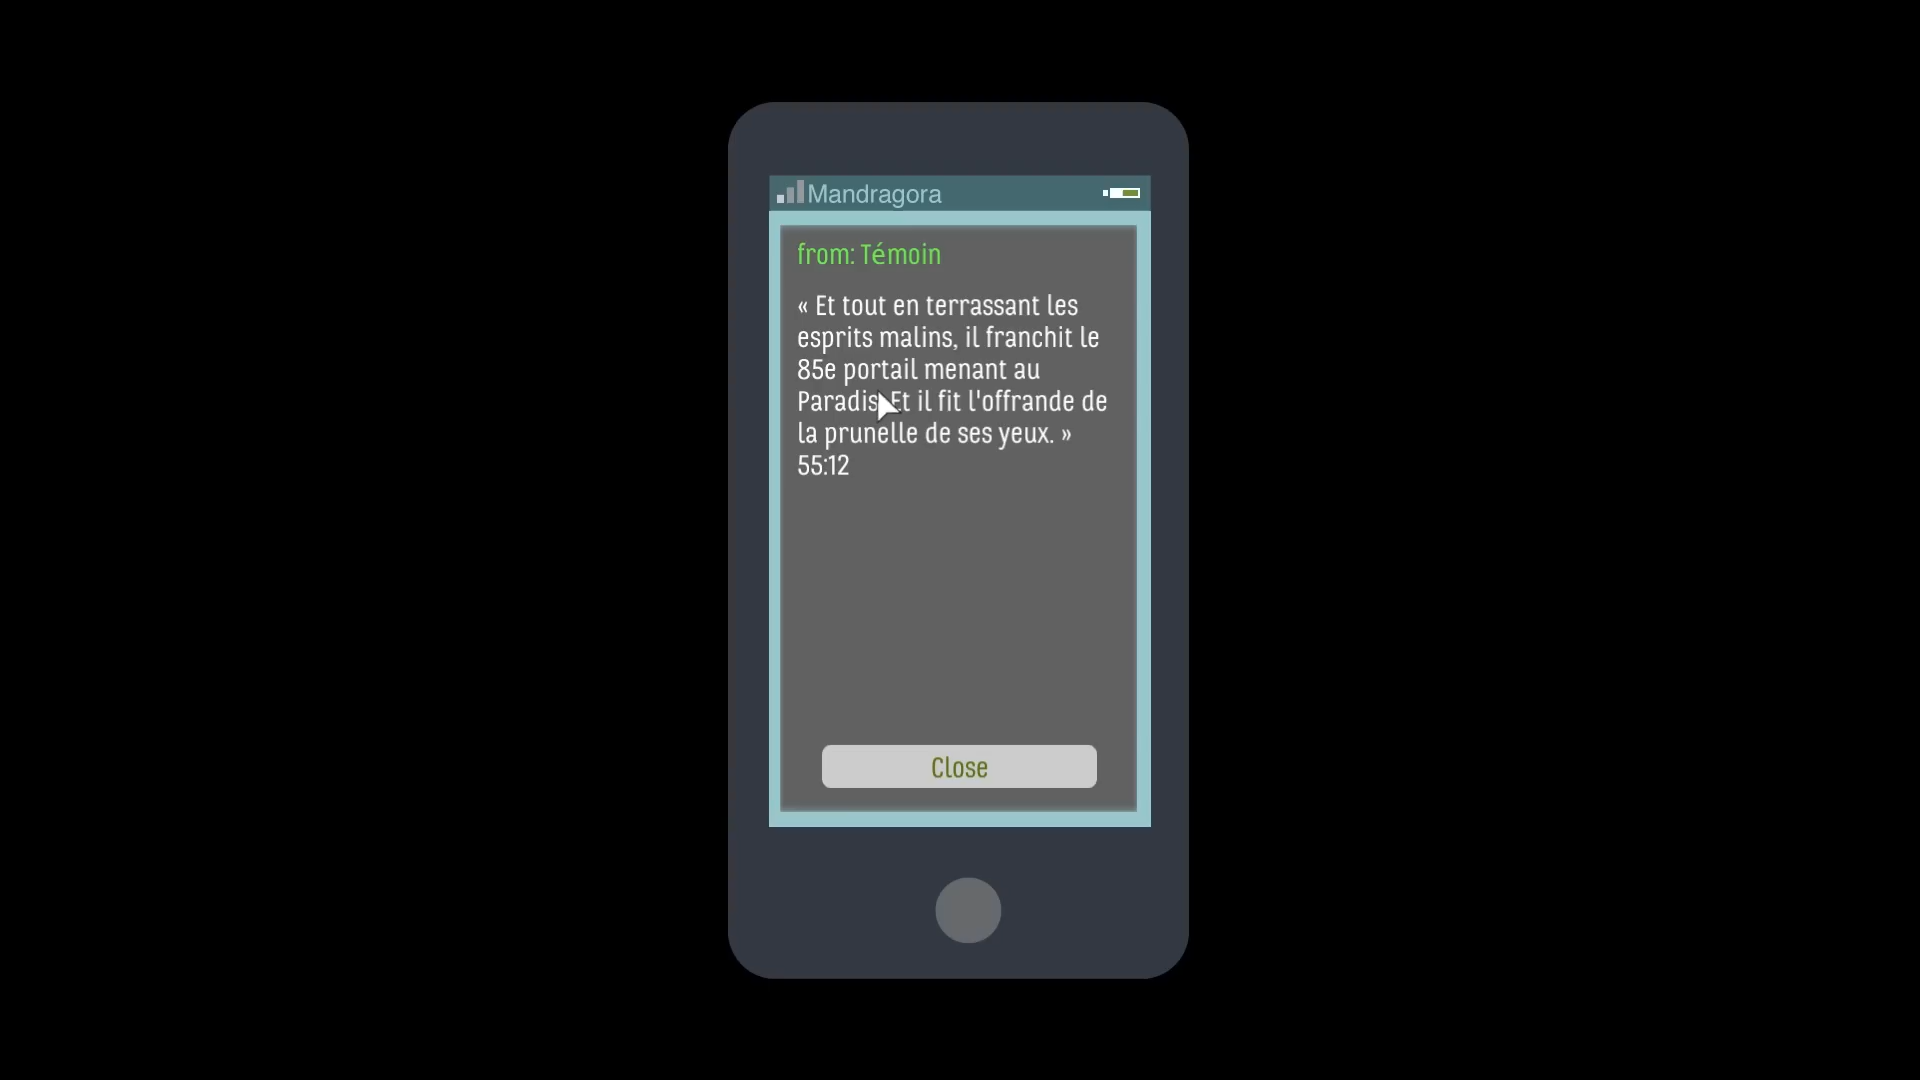 Mandragora
from: Témoin
« Et tout en terrassant les
esprits malins, il franchit le
85e portail menant au
Paradis. Et il fit l'offrande de
la prunelle de ses yeux. »
55:12
Close